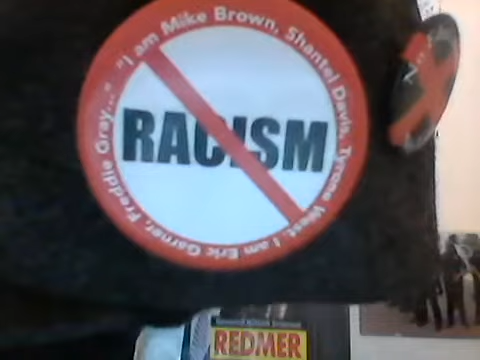 "I am Mike Brown, Shantel Davis, Tyrone West. I am Eric Garner, Freddie Gray..."
RACISM
REDMER